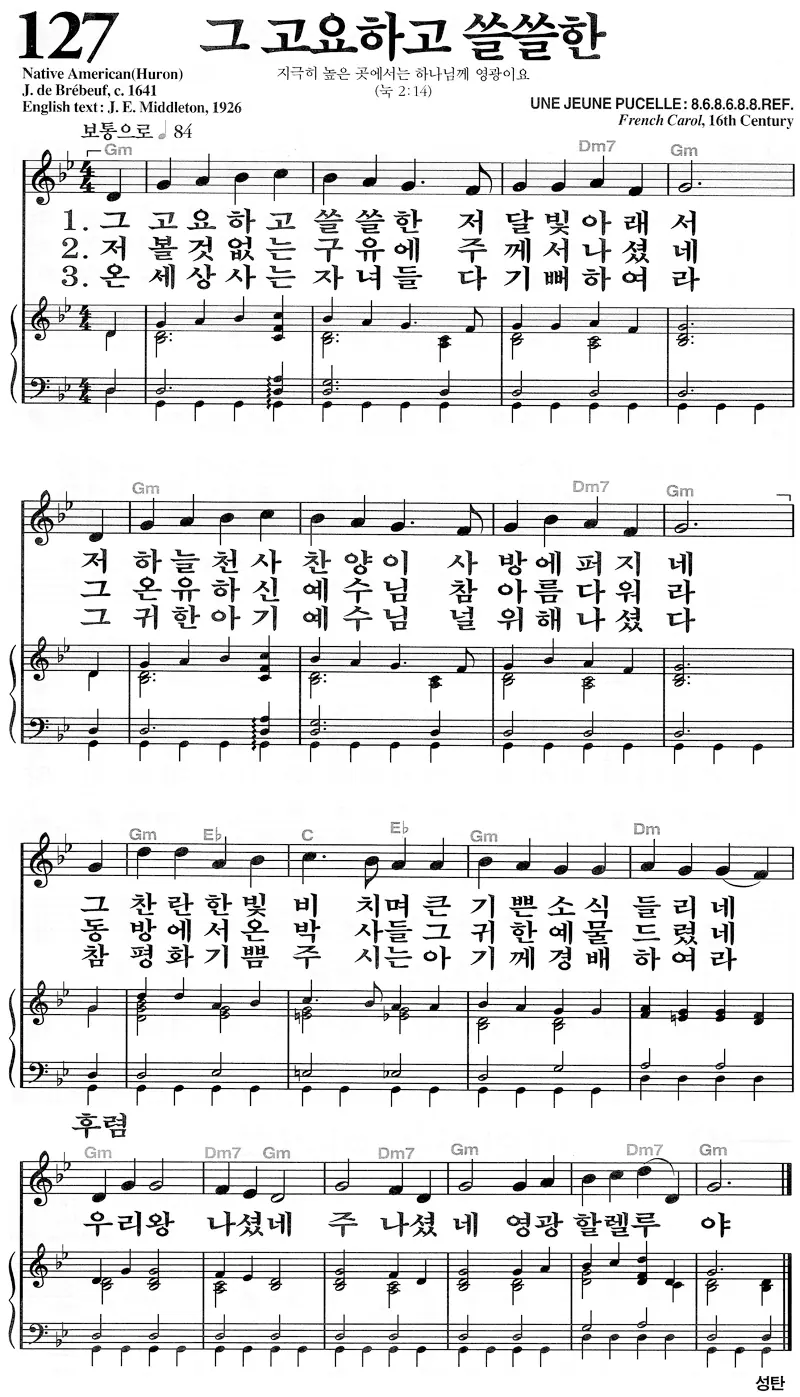 127 그 고요하고 쓸쓸한
Native American(Huron)
J. de Brébeuf, c. 1641
English text : J. E. Middleton, 1926
지극히 높은 곳에서는 하나님께 영광이요
(눅 2:14)
UNE JEUNE PUCELLE : 8.6.8.6.8.8.REF.
French Carol, 16th Century
보통으로 ♩ 84
Gm Dm7 Gm
1. 그 고 요 하 고 쓸 쓸 한 저 달 빛 아 래 서
2. 저 볼 것 없 는 구 유 에 주 께 서 나 셨 네
3. 온 세 상 사 는 자 녀 들 다 기 뻐 하 여 라
Gm Dm7 Gm
저 하 늘 천 사 찬 양 이 사 방 에 퍼 지 네
그 온 유 하 신 예 수 님 참 아 름 다 워 라
그 귀 한 아 기 예 수 님 널 위 해 나 셨 다
Gm E♭ C E♭ Gm Dm
그 찬 란 한 빛 비 치 며 큰 기 쁜 소 식 들 리 네
동 방 에 서 온 박 사 들 그 귀 한 예 물 드 렸 네
참 평 화 기 쁨 주 시 는 아 기 께 경 배 하 여 라
후렴
Gm Dm7 Gm Dm7 Gm Dm7 Gm
우 리 왕 나 셨 네 주 나 셨 네 영 광 할 렐 루 야
성탄